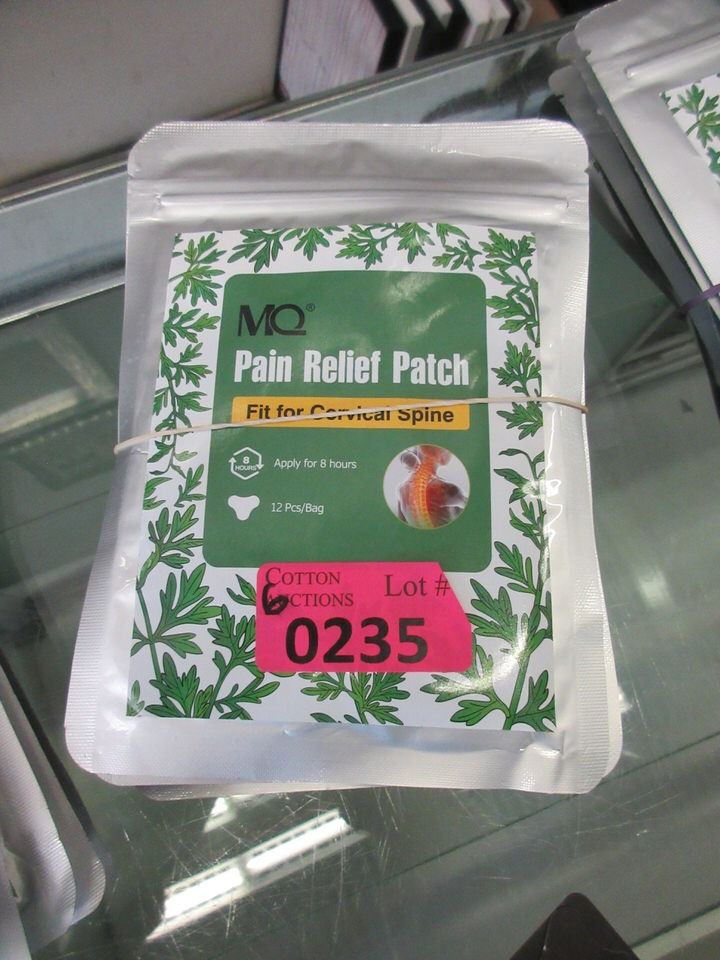 MQ®
Pain Relief Patch
Fit for Cervical Spine
8
HOURS
Apply for 8 hours
12 Pcs/Bag
COTTON
AUCTIONS
Lot #
6
0235